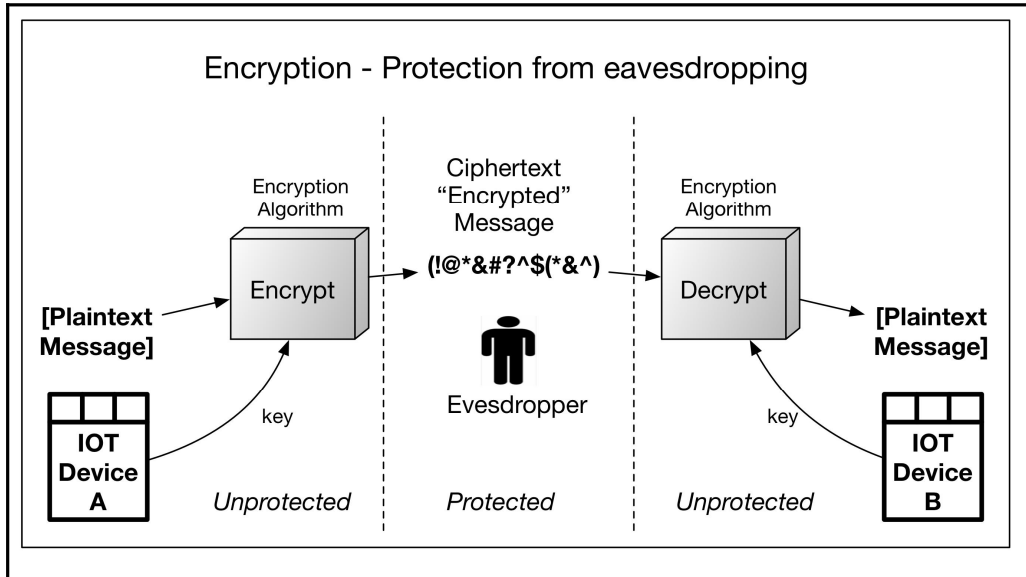 Encryption - Protection from eavesdropping
Encryption
Algorithm
Encrypt
[Plaintext
Message]
key
IOT
Device
A
Unprotected
Ciphertext
“Encrypted”
Message
(!@*&#?^$(*&^)
Evesdropper
Protected
Encryption
Algorithm
Decrypt
[Plaintext
Message]
key
IOT
Device
B
Unprotected